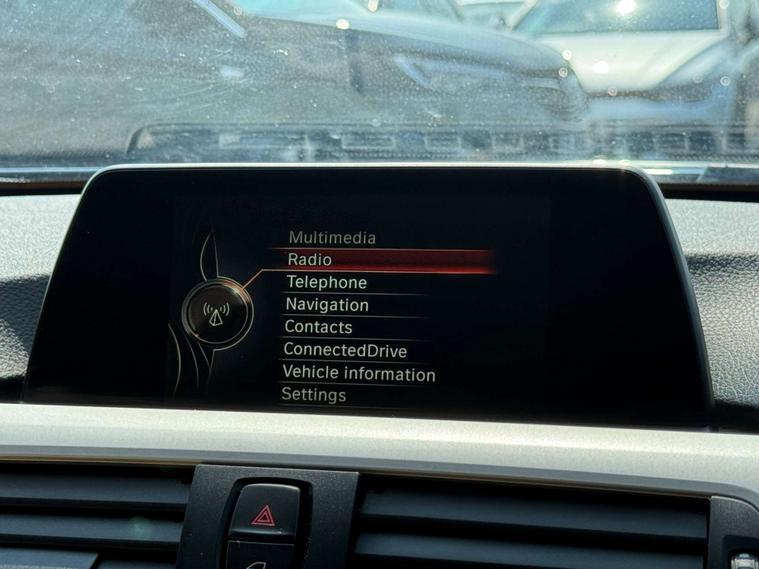 Multimedia
Radio
Telephone
Navigation
Contacts
ConnectedDrive
Vehicle information
Settings